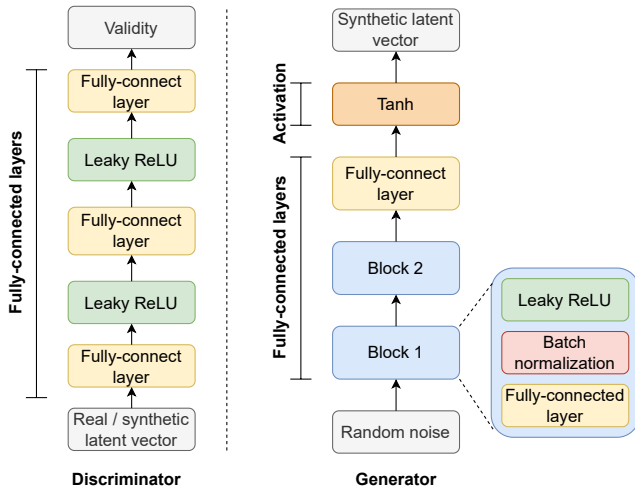 Validity
Fully-connect
layer
Leaky ReLU
Fully-connect
layer
Leaky ReLU
Fully-connect
layer
Real / synthetic
latent vector
Fully-connected layers
Discriminator
Synthetic latent
vector
Tanh
Activation
Fully-connect
layer
Block 2
Block 1
Random noise
Fully-connected layers
Leaky ReLU
Batch
normalization
Fully-connected
layer
Generator